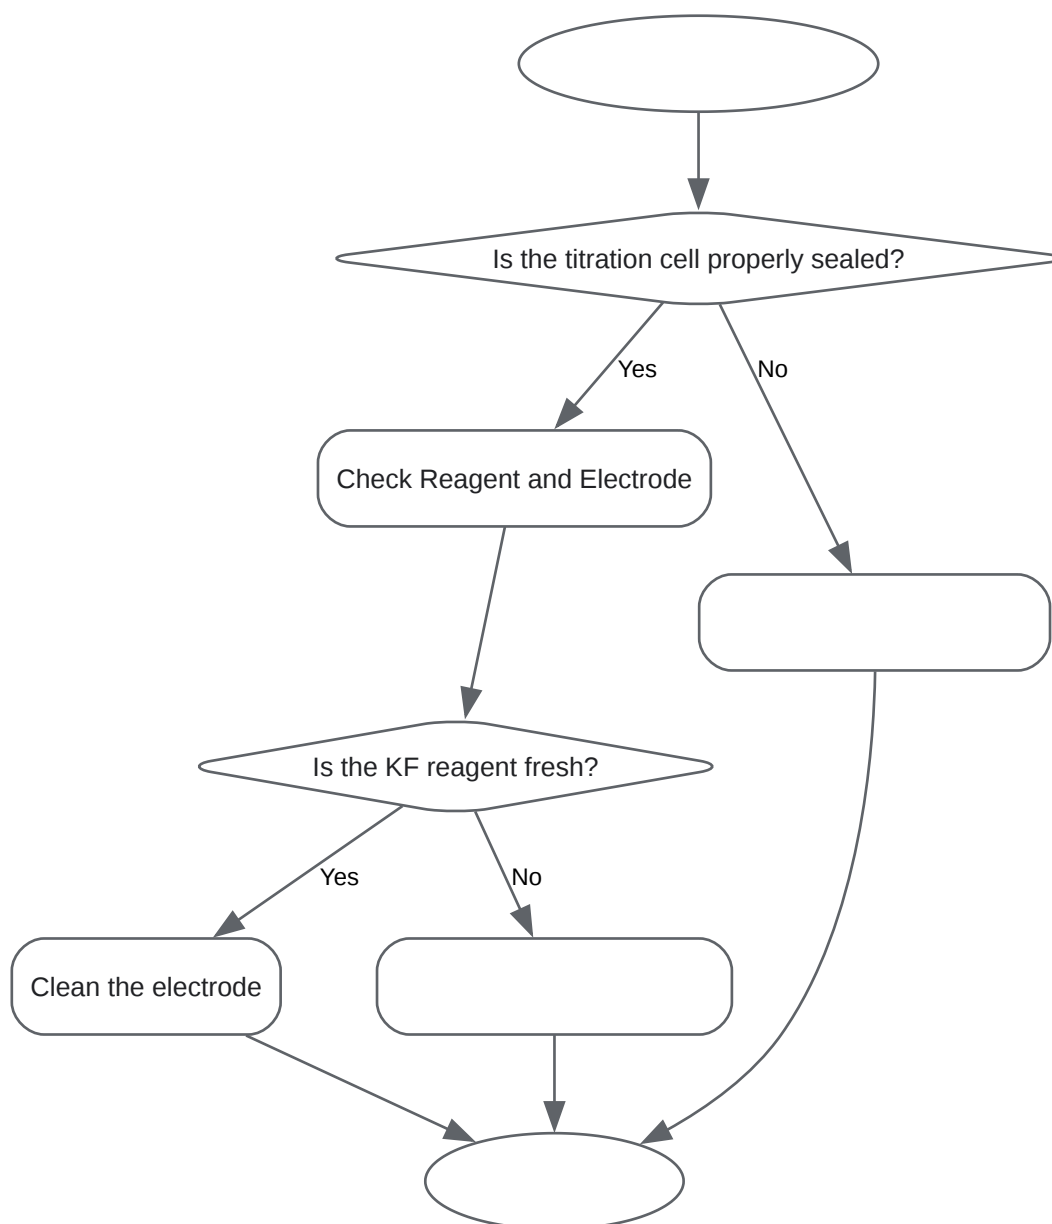 Is the titration cell properly sealed?
Yes
No
Check Reagent and Electrode
Is the KF reagent fresh?
Yes
No
Clean the electrode